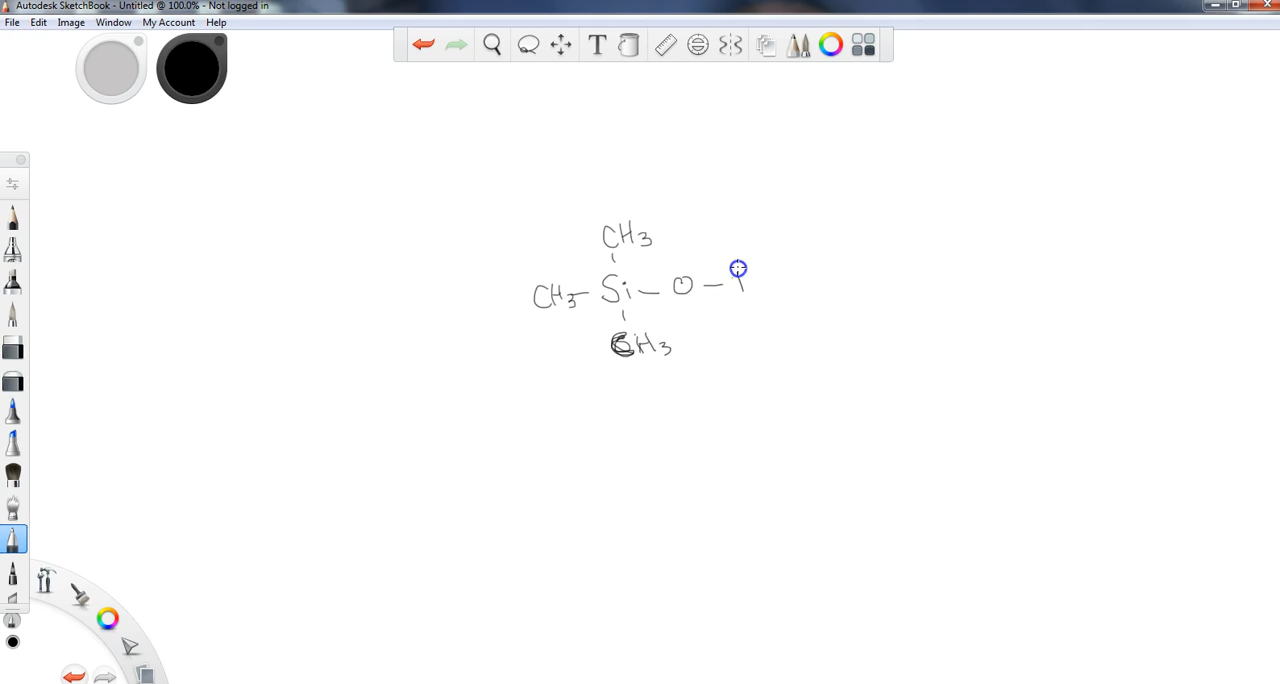 Autodesk SketchBook - Untitled @ 100.0% - Not logged in
File Edit Image Window My Account Help
T
CH3
CH3 - Si - O -
CH3